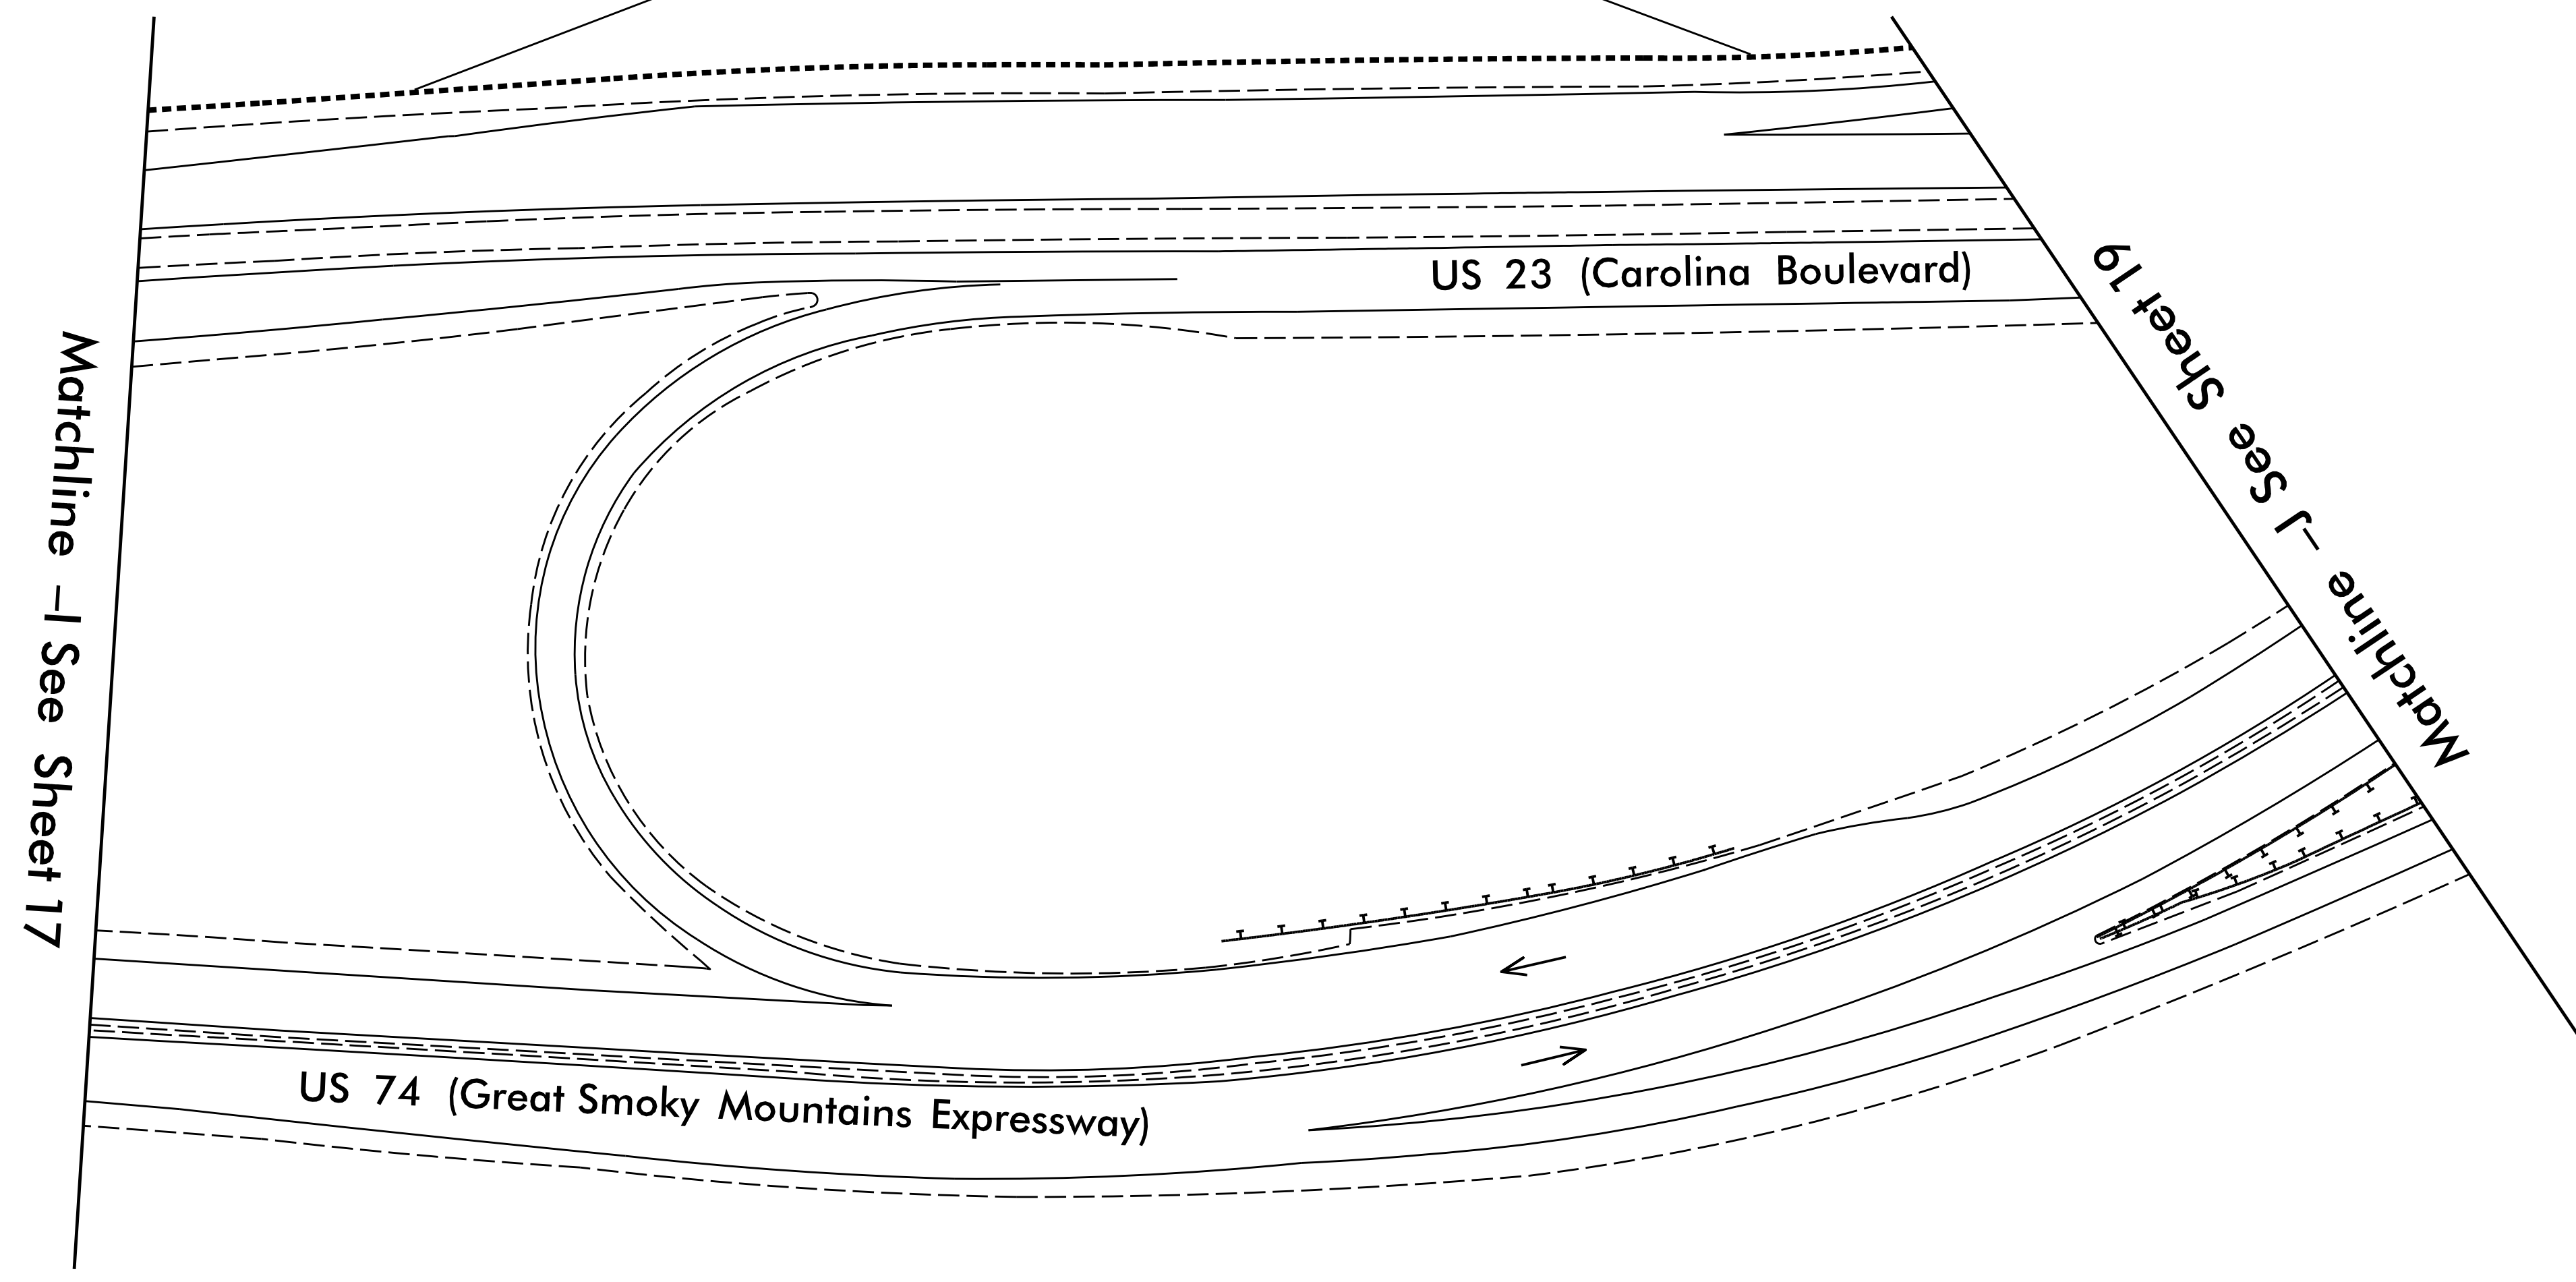 US 23 (Carolina Boulevard)
Matchline -J See Sheet 19
Matchline -I See Sheet 17
US 74 (Great Smoky Mountains Expressway)